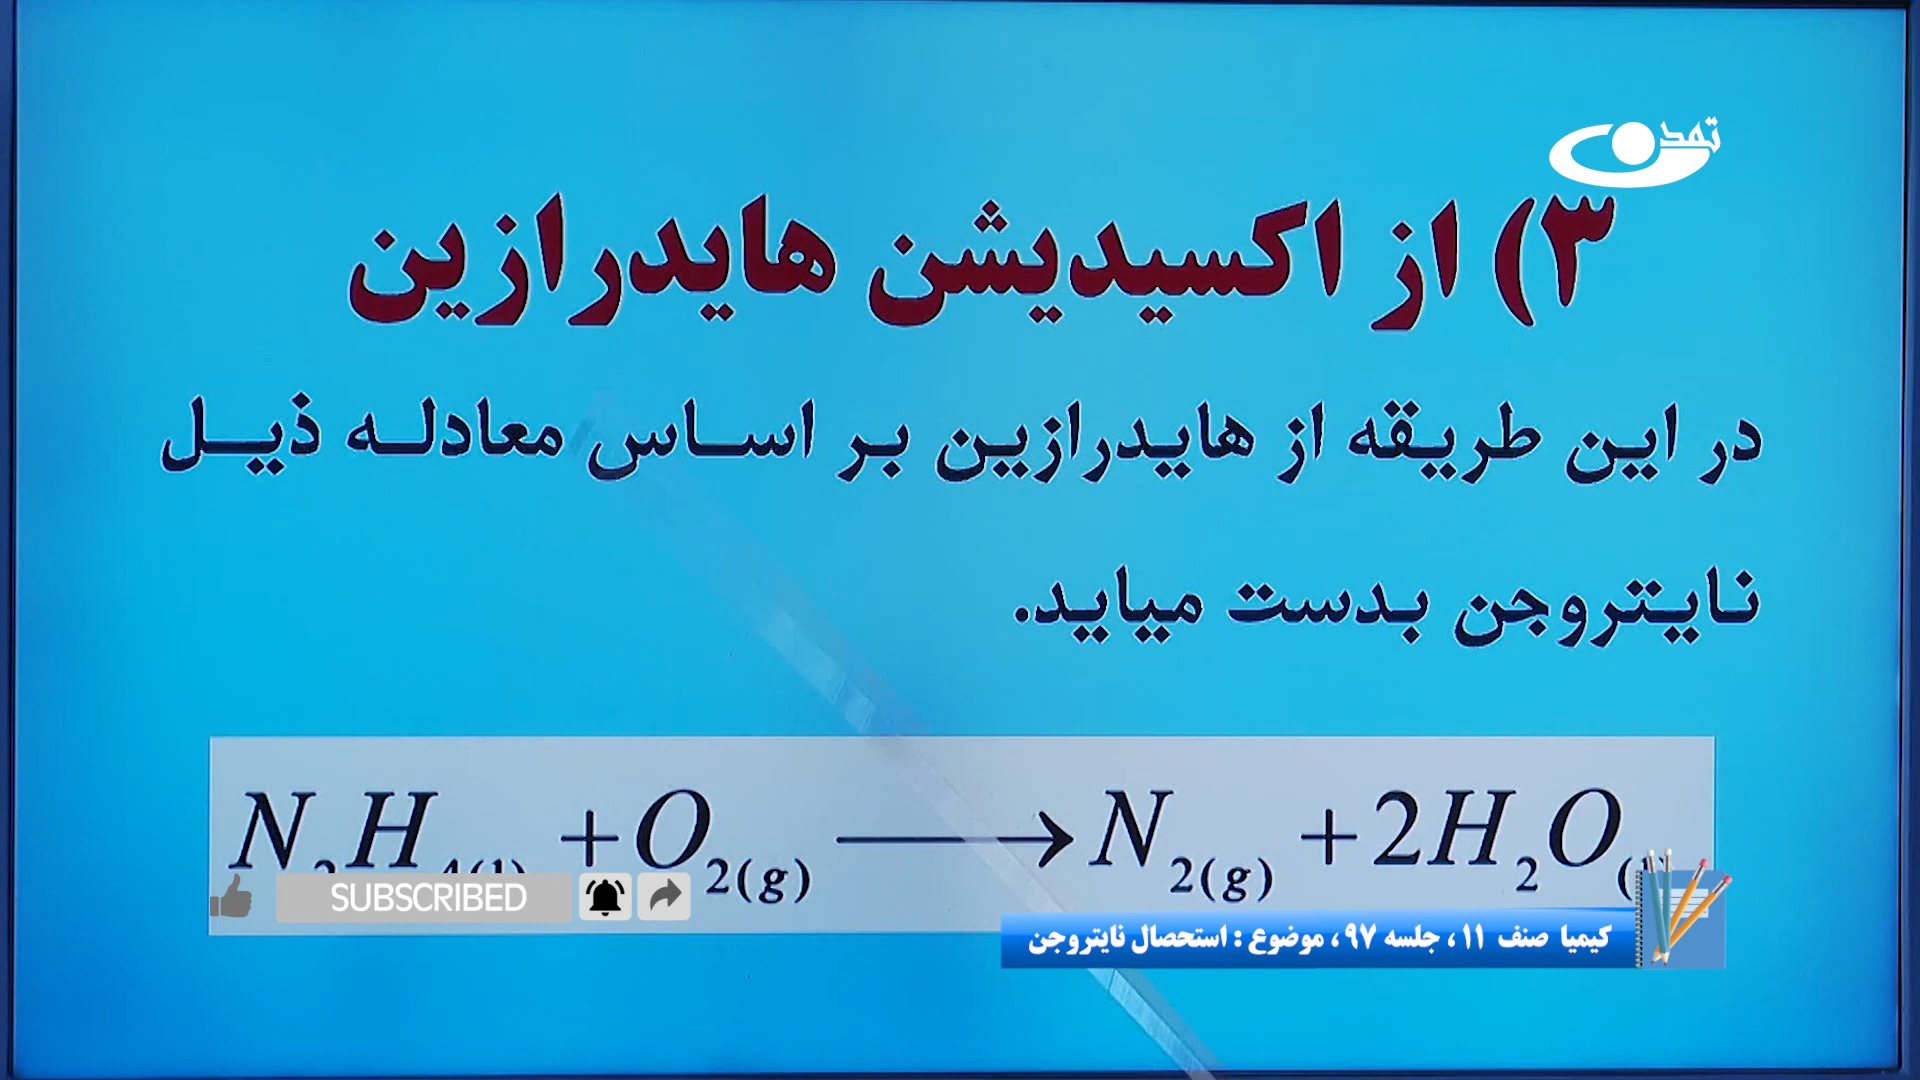 تمدن
۳) از اکسیدیشن هایدرازین
در این طریقه از هایدرازین بر اساس معادله ذیل
نایتروجن بدست میاید.
N₂H₄₍ₗ₎ + O₂(g) ⟶ N₂(g) + 2H₂O(l)
SUBSCRIBED
کیمیا صنف ۱۱، جلسه ۹۷، موضوع : استحصال نایتروجن